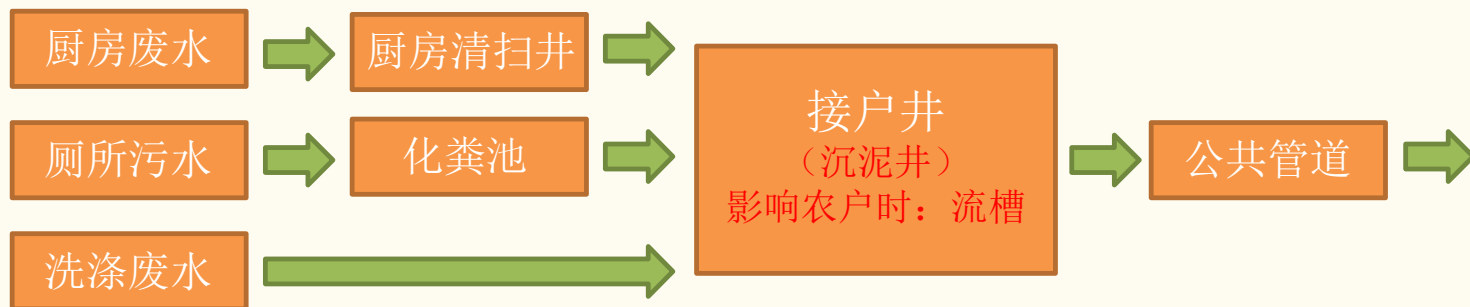 厨房废水
厨房清扫井
厕所污水
化粪池
洗涤废水
接户井
（沉泥井）
影响农户时：流槽
公共管道